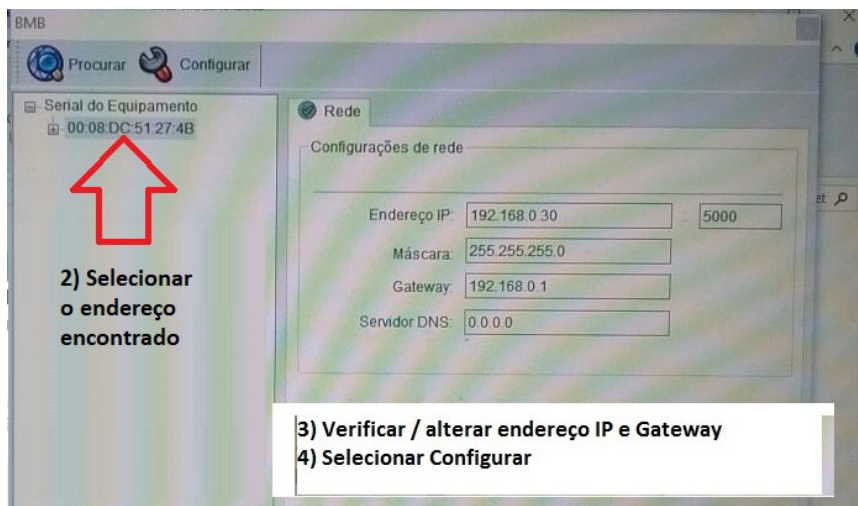 BMB
Procurar Configurar
Serial do Equipamento
00:08:DC:51:27:4B
Rede
Configurações de rede
Endereço IP: 192.168.0.30 : 5000
Máscara: 255.255.255.0
Gateway: 192.168.0.1
Servidor DNS: 0.0.0.0
et
2) Selecionar
o endereço
encontrado
3) Verificar / alterar endereço IP e Gateway
4) Selecionar Configurar